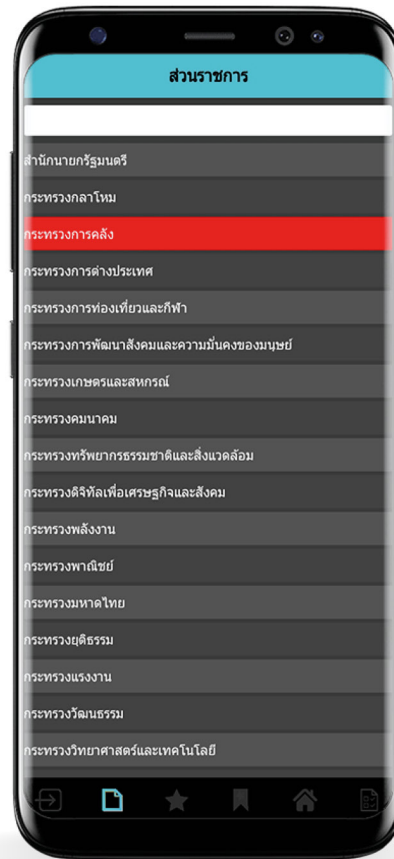 ส่วนราชการ
สำนักนายกรัฐมนตรี
กระทรวงกลาโหม
กระทรวงการคลัง
กระทรวงการต่างประเทศ
กระทรวงการท่องเที่ยวและกีฬา
กระทรวงการพัฒนาสังคมและความมั่นคงของมนุษย์
กระทรวงเกษตรและสหกรณ์
กระทรวงคมนาคม
กระทรวงทรัพยากรธรรมชาติและสิ่งแวดล้อม
กระทรวงดิจิทัลเพื่อเศรษฐกิจและสังคม
กระทรวงพลังงาน
กระทรวงพาณิชย์
กระทรวงมหาดไทย
กระทรวงยุติธรรม
กระทรวงแรงงาน
กระทรวงวัฒนธรรม
กระทรวงวิทยาศาสตร์และเทคโนโลยี